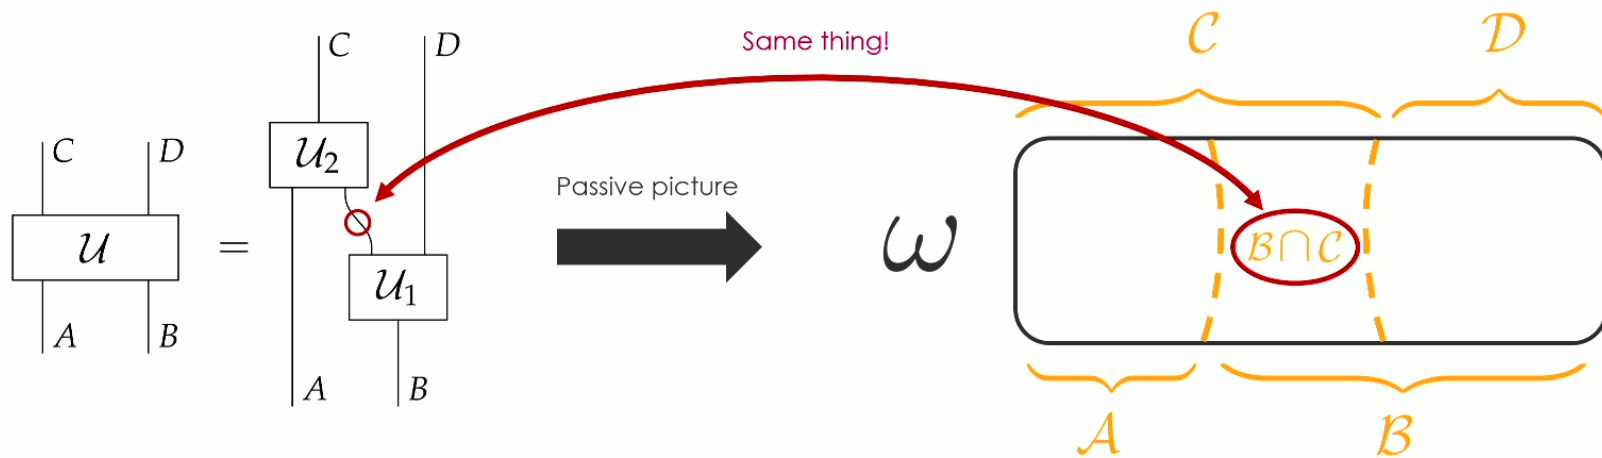 Same thing!
C D
𝒞 𝒟
C D
𝒰₂
Passive picture
𝒰 =
ω
ℬ∩𝒞
𝒰₁
A B
A B
𝒜 ℬ